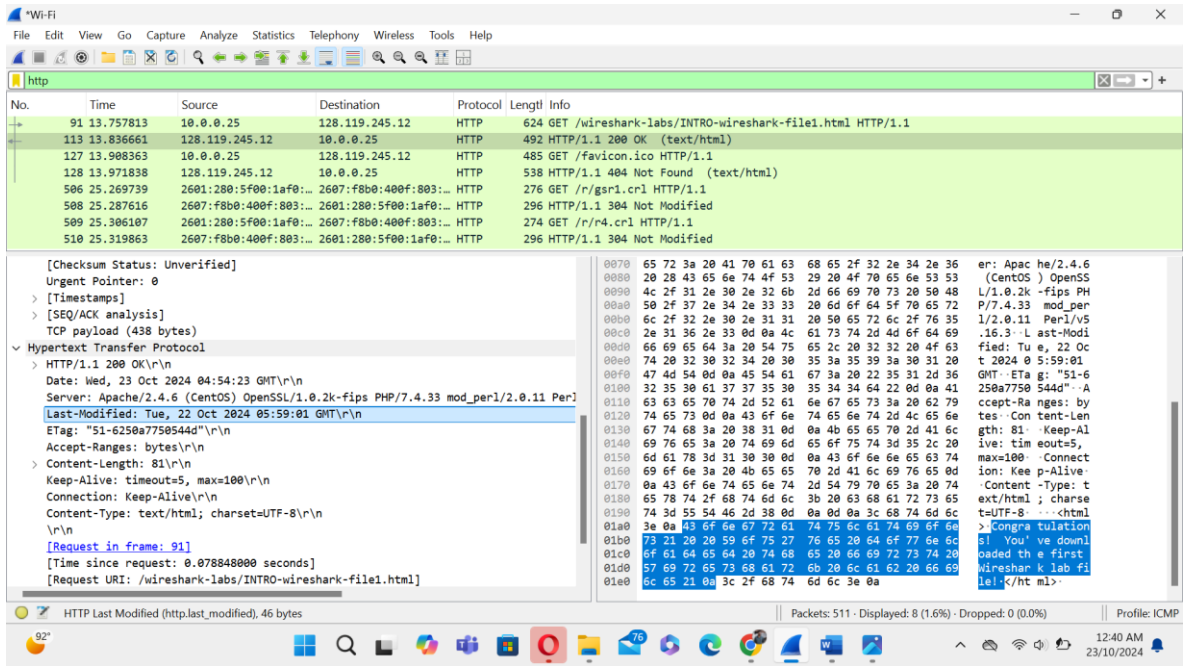 *Wi-Fi
File Edit View Go Capture Analyze Statistics Telephony Wireless Tools Help
http
No. Time Source Destination Protocol Length Info
91 13.757813 10.0.0.25 128.119.245.12 HTTP 624 GET /wireshark-labs/INTRO-wireshark-file1.html HTTP/1.1
113 13.836661 128.119.245.12 10.0.0.25 HTTP 492 HTTP/1.1 200 OK (text/html)
127 13.908363 10.0.0.25 128.119.245.12 HTTP 485 GET /favicon.ico HTTP/1.1
128 13.971838 128.119.245.12 10.0.0.25 HTTP 538 HTTP/1.1 404 Not Found (text/html)
506 25.269739 2601:280:5f00:1af0:… 2607:f8b0:400f:803:… HTTP 276 GET /r/gsr1.crl HTTP/1.1
508 25.287616 2607:f8b0:400f:803:… 2601:280:5f00:1af0:… HTTP 296 HTTP/1.1 304 Not Modified
509 25.306107 2601:280:5f00:1af0:… 2607:f8b0:400f:803:… HTTP 274 GET /r/r4.crl HTTP/1.1
510 25.319863 2607:f8b0:400f:803:… 2601:280:5f00:1af0:… HTTP 296 HTTP/1.1 304 Not Modified
[Checksum Status: Unverified]
Urgent Pointer: 0
[Timestamps]
[SEQ/ACK analysis]
TCP payload (438 bytes)
Hypertext Transfer Protocol
HTTP/1.1 200 OK\r\n
Date: Wed, 23 Oct 2024 04:54:23 GMT\r\n
Server: Apache/2.4.6 (CentOS) OpenSSL/1.0.2k-fips PHP/7.4.33 mod_perl/2.0.11 Perl
Last-Modified: Tue, 22 Oct 2024 05:59:01 GMT\r\n
ETag: "51-6250a7750544d"\r\n
Accept-Ranges: bytes\r\n
Content-Length: 81\r\n
Keep-Alive: timeout=5, max=100\r\n
Connection: Keep-Alive\r\n
Content-Type: text/html; charset=UTF-8\r\n
\r\n
[Request in frame: 91]
[Time since request: 0.078848000 seconds]
[Request URI: /wireshark-labs/INTRO-wireshark-file1.html]
0070 65 72 3a 20 41 70 61 63 68 65 2f 32 2e 34 2e 36 er: Apac he/2.4.6
0080 20 28 43 65 6e 74 4f 53 29 20 4f 70 65 6e 53 53 (CentOS ) OpenSS
0090 4c 2f 31 2e 30 2e 32 6b 2d 66 69 70 73 20 50 48 L/1.0.2k -fips PH
00a0 50 2f 37 2e 34 2e 33 33 20 6d 6f 64 5f 70 65 72 P/7.4.33 mod_per
00b0 6c 2f 32 2e 30 2e 31 31 20 50 65 72 6c 2f 76 35 l/2.0.11 Perl/v5
00c0 2e 31 36 2e 33 0d 0a 4c 61 73 74 2d 4d 6f 64 69 .16.3··L ast-Modi
00d0 66 69 65 64 3a 20 54 75 65 2c 20 32 32 20 4f 63 fied: Tu e, 22 Oc
00e0 74 20 32 30 32 34 20 30 35 3a 35 39 3a 30 31 20 t 2024 0 5:59:01
00f0 47 4d 54 0d 0a 45 54 61 67 3a 20 22 35 31 2d 36 GMT··ETa g: "51-6
0100 32 35 30 61 37 37 35 30 35 34 34 64 22 0d 0a 41 250a7750 544d"··A
0110 63 63 65 70 74 2d 52 61 6e 67 65 73 3a 20 62 79 ccept-Ra nges: by
0120 74 65 73 0d 0a 43 6f 6e 74 65 6e 74 2d 4c 65 6e tes··Con tent-Len
0130 67 74 68 3a 20 38 31 0d 0a 4b 65 65 70 2d 41 6c gth: 81· ·Keep-Al
0140 69 76 65 3a 20 74 69 6d 65 6f 75 74 3d 35 2c 20 ive: tim eout=5,
0150 6d 61 78 3d 31 30 30 0d 0a 43 6f 6e 6e 65 63 74 max=100· ·Connect
0160 69 6f 6e 3a 20 4b 65 65 70 2d 41 6c 69 76 65 0d ion: Kee p-Alive·
0170 0a 43 6f 6e 74 65 6e 74 2d 54 79 70 65 3a 20 74 ·Content -Type: t
0180 65 78 74 2f 68 74 6d 6c 3b 20 63 68 61 72 73 65 ext/html ; charse
0190 74 3d 55 54 46 2d 38 0d 0a 0d 0a 3c 68 74 6d 6c t=UTF-8· ···<html
01a0 3e 0a 43 6f 6e 67 72 61 74 75 6c 61 74 69 6f 6e >·Congra tulation
01b0 73 21 20 20 59 6f 75 27 76 65 20 64 6f 77 6e 6c s! You' ve downl
01c0 6f 61 64 65 64 20 74 68 65 20 66 69 72 73 74 20 oaded th e first
01d0 57 69 72 65 73 68 61 72 6b 20 6c 61 62 20 66 69 Wireshar k lab fi
01e0 6c 65 21 0a 3c 2f 68 74 6d 6c 3e 0a le!·</ht ml>·
HTTP Last Modified (http.last_modified), 46 bytes Packets: 511 · Displayed: 8 (1.6%) · Dropped: 0 (0.0%) Profile: ICMP
92° 76 12:40 AM
23/10/2024